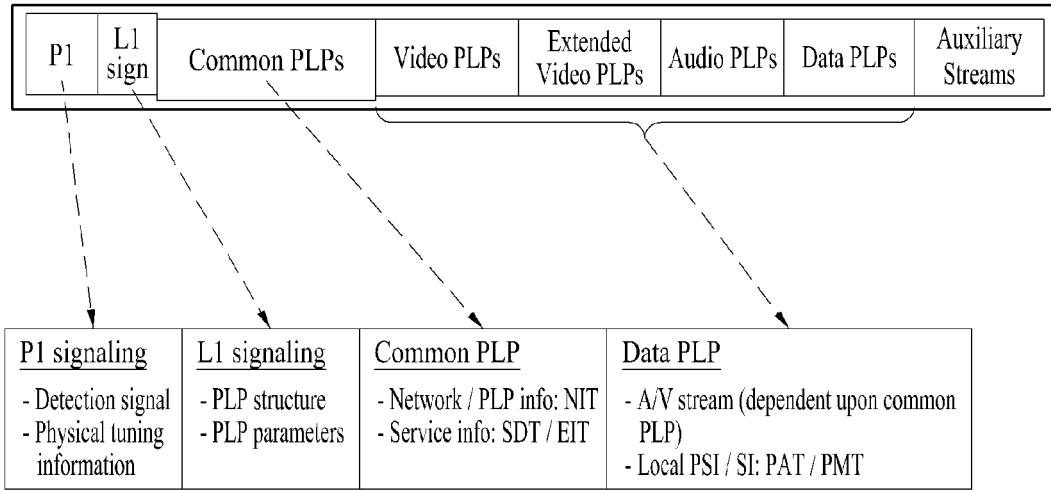 P1
L1
sign
Common PLPs
Video PLPs
Extended
Video PLPs
Audio PLPs
Data PLPs
Auxiliary
Streams
P1 signaling
- Detection signal
- Physical tuning
information
L1 signaling
- PLP structure
- PLP parameters
Common PLP
- Network / PLP info: NIT
- Service info: SDT / EIT
Data PLP
- A/V stream (dependent upon common
PLP)
- Local PSI / SI: PAT / PMT